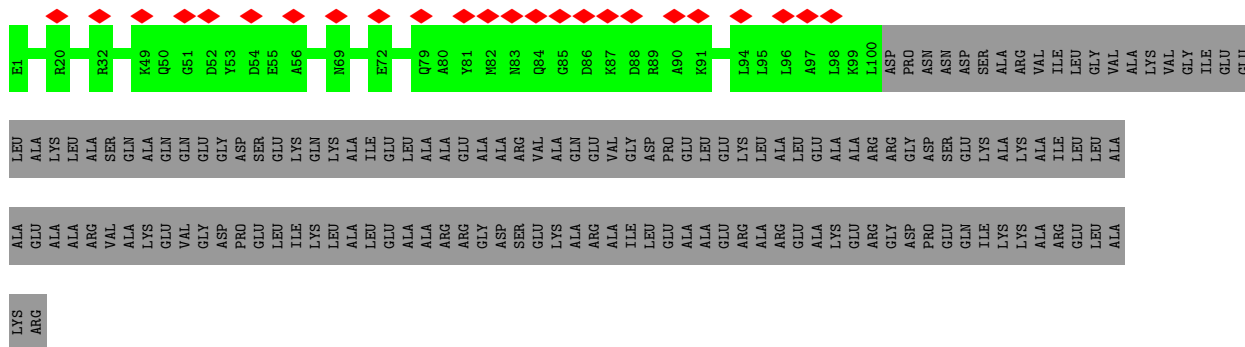 E1 R20 R32 K49 Q50 G51 D52 Y53 D54 E55 A56 N69 E72 Q79 A80 Y81 M82 N83 Q84 G85 D86 K87 D88 R89 A90 K91 L94 L95 L96 A97 L98 K99 L100 ASP PRO ASN ASN ASP SER ALA ARG VAL ILE LEU GLY VAL ALA LYS VAL GLY ILE GLU GLU
LEU ALA LYS LEU ALA SER GLN ALA GLN GLN GLU GLY ASP SER GLU LYS GLN LYS ALA ILE GLU LEU ALA ALA GLU ALA ALA ARG VAL ALA GLN GLU VAL GLY ASP PRO GLU LEU GLU LYS LEU ALA LEU GLU ALA ALA ARG ARG GLY ASP SER GLU LYS ALA LYS ALA ILE LEU LEU ALA
ALA GLU ALA ALA ARG VAL ALA LYS GLU VAL GLY ASP PRO GLU LEU ILE LYS LEU ALA LEU GLU ALA ALA ARG ARG GLY ASP SER GLU LYS ALA ARG ALA ILE LEU GLU ALA ALA GLU ARG ALA ARG GLU ALA LYS GLU ARG GLY ASP PRO GLU GLN ILE LYS LYS ALA ARG GLU LEU ALA
LYS ARG